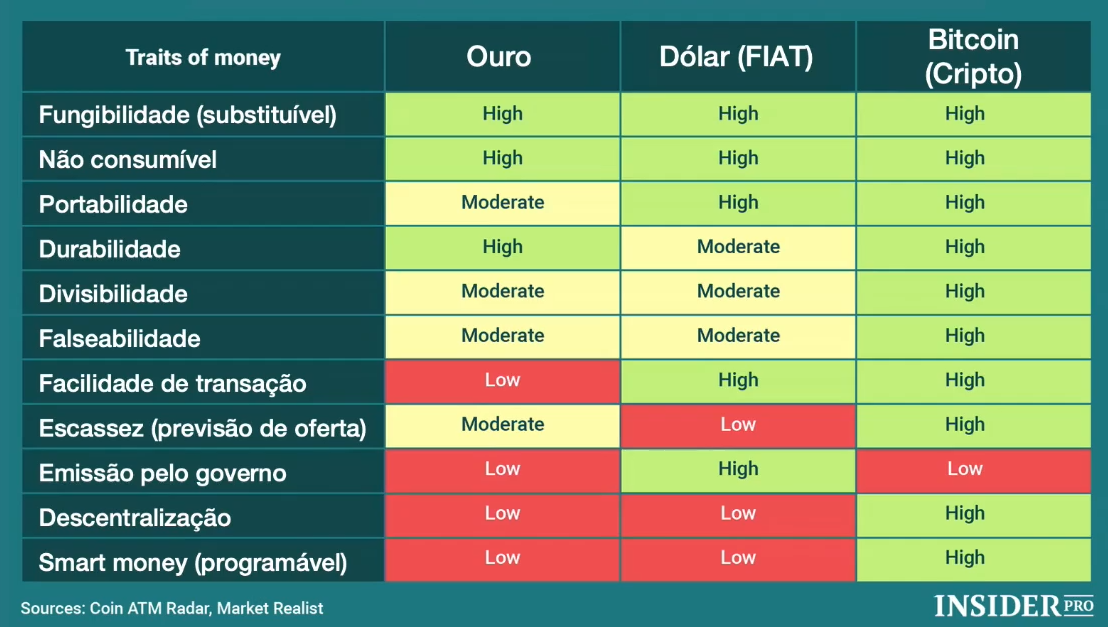 Traits of money Ouro Dólar (FIAT) Bitcoin (Cripto)
Fungibilidade (substituível) High High High
Não consumível High High High
Portabilidade Moderate High High
Durabilidade High Moderate High
Divisibilidade Moderate Moderate High
Falseabilidade Moderate Moderate High
Facilidade de transação Low High High
Escassez (previsão de oferta) Moderate Low High
Emissão pelo governo Low High Low
Descentralização Low Low High
Smart money (programável) Low Low High
Sources: Coin ATM Radar, Market Realist
INSIDER PRO